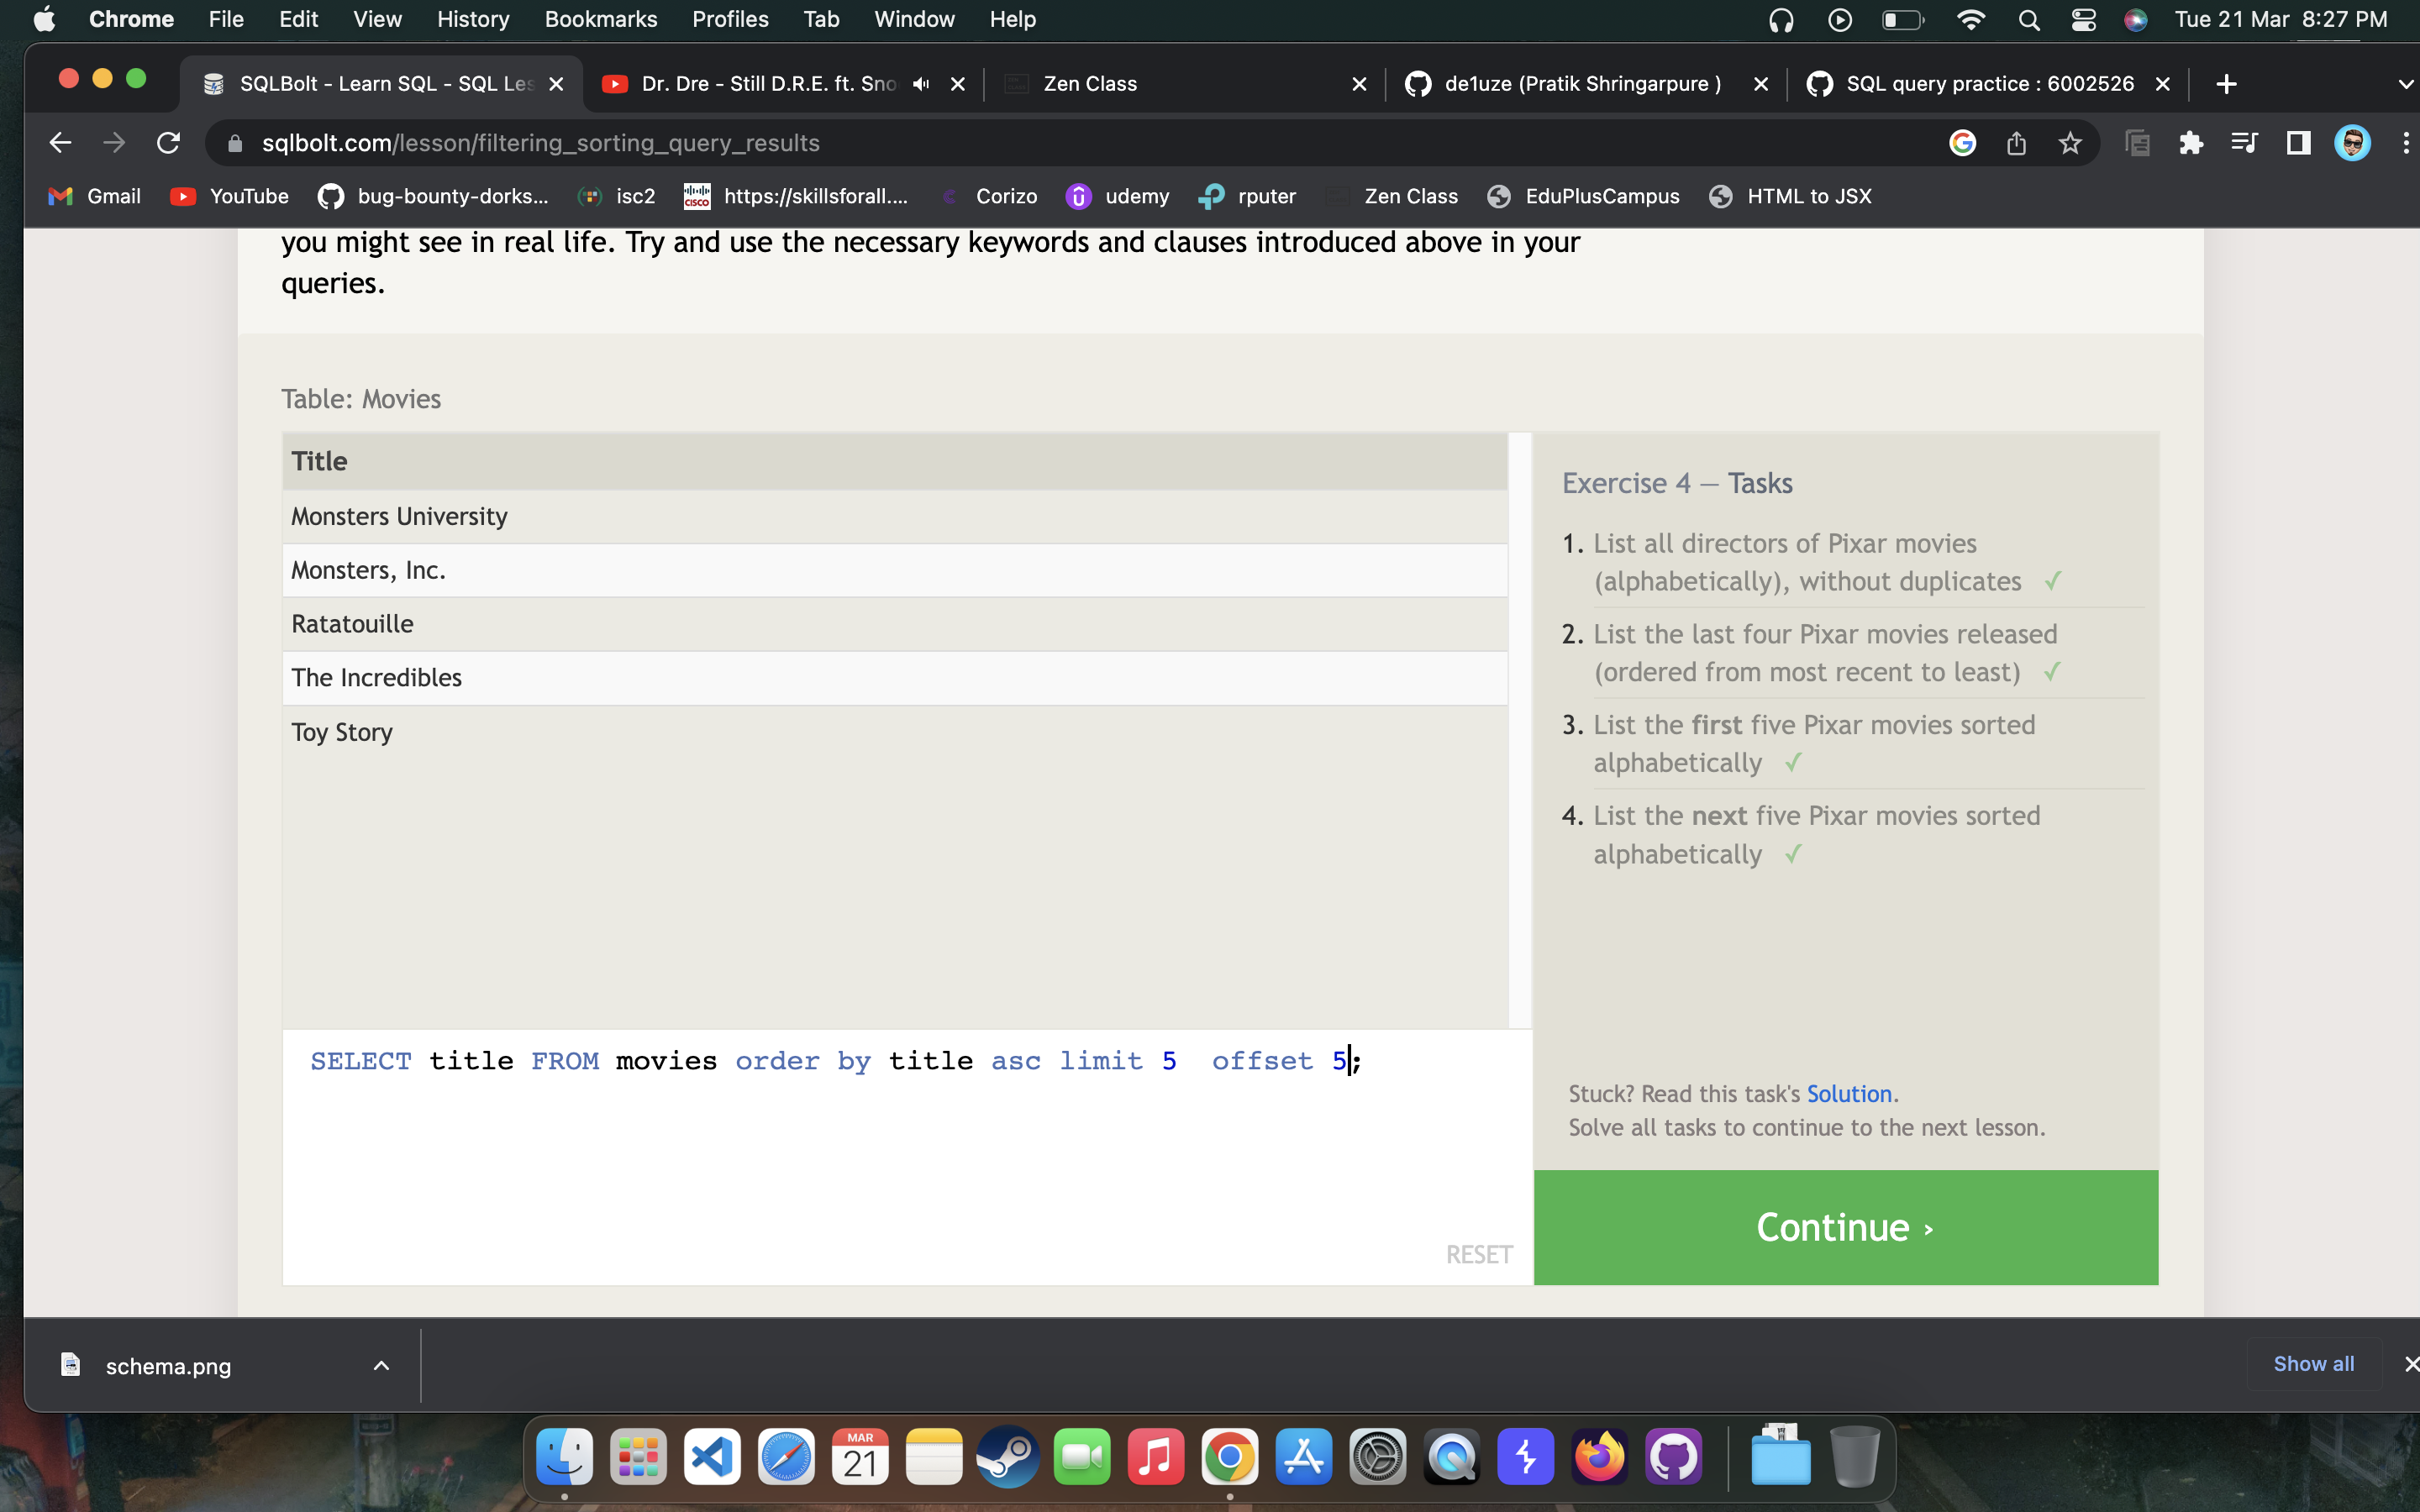 Chrome File Edit View History Bookmarks Profiles Tab Window Help Tue 21 Mar 8:27 PM
SQLBolt - Learn SQL - SQL Les Dr. Dre - Still D.R.E. ft. Sno Zen Class de1uze (Pratik Shringarpure ) SQL query practice : 6002526
sqlbolt.com/lesson/filtering_sorting_query_results
Gmail YouTube bug-bounty-dorks... isc2 https://skillsforall.... Corizo udemy rputer Zen Class EduPlusCampus HTML to JSX
you might see in real life. Try and use the necessary keywords and clauses introduced above in your
queries.
Table: Movies
Title
Monsters University
Monsters, Inc.
Ratatouille
The Incredibles
Toy Story
SELECT title FROM movies order by title asc limit 5  offset 5;
RESET
Exercise 4 — Tasks
1. List all directors of Pixar movies
(alphabetically), without duplicates ✓
2. List the last four Pixar movies released
(ordered from most recent to least) ✓
3. List the first five Pixar movies sorted
alphabetically ✓
4. List the next five Pixar movies sorted
alphabetically ✓
Stuck? Read this task's Solution.
Solve all tasks to continue to the next lesson.
Continue ›
schema.png
Show all
MAR
21